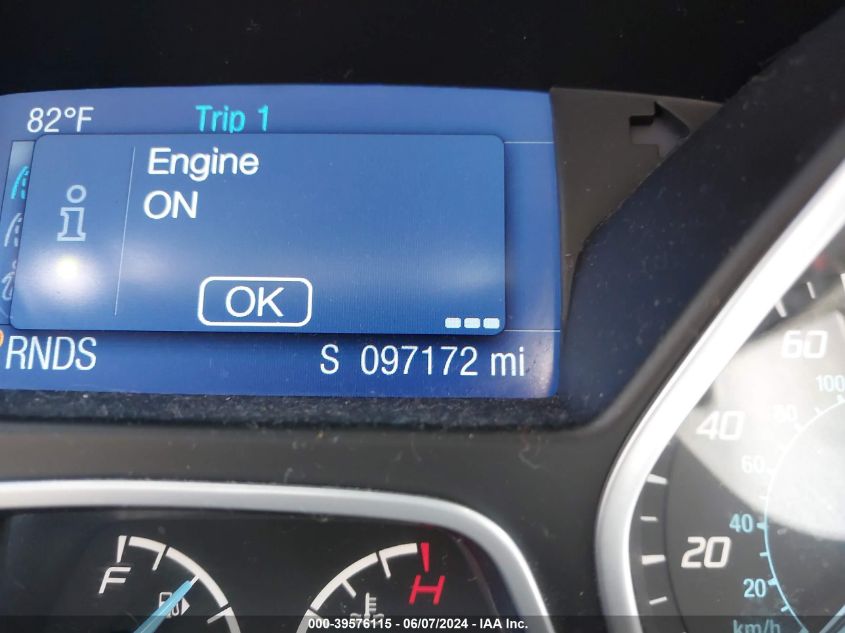 82°F Trip 1
Engine
ON
OK
RNDS S 097172 mi
60
100
80
40
60
40
20
20
km/h
F
H
000-39576115 - 06/07/2024 - IAA Inc.